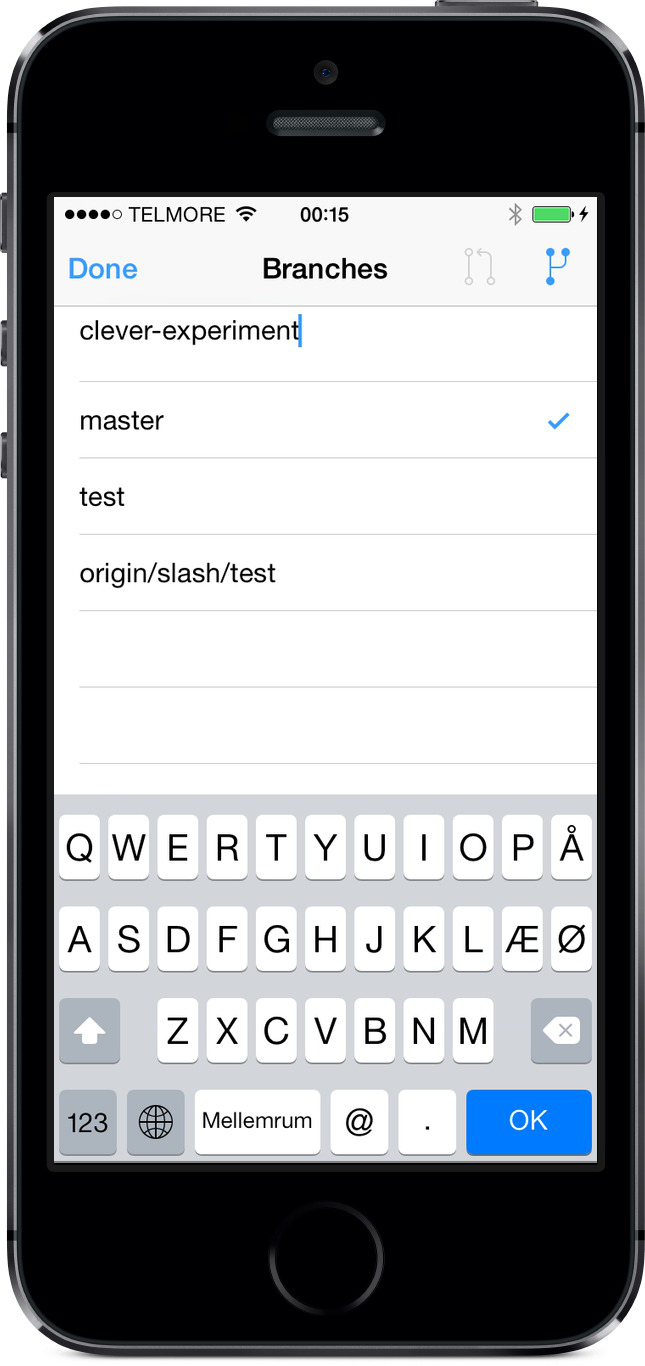 TELMORE 00:15
Done Branches
clever-experiment
master
test
origin/slash/test
Q W E R T Y U I O P Å
A S D F G H J K L Æ Ø
Z X C V B N M
123 Mellemrum @ . OK